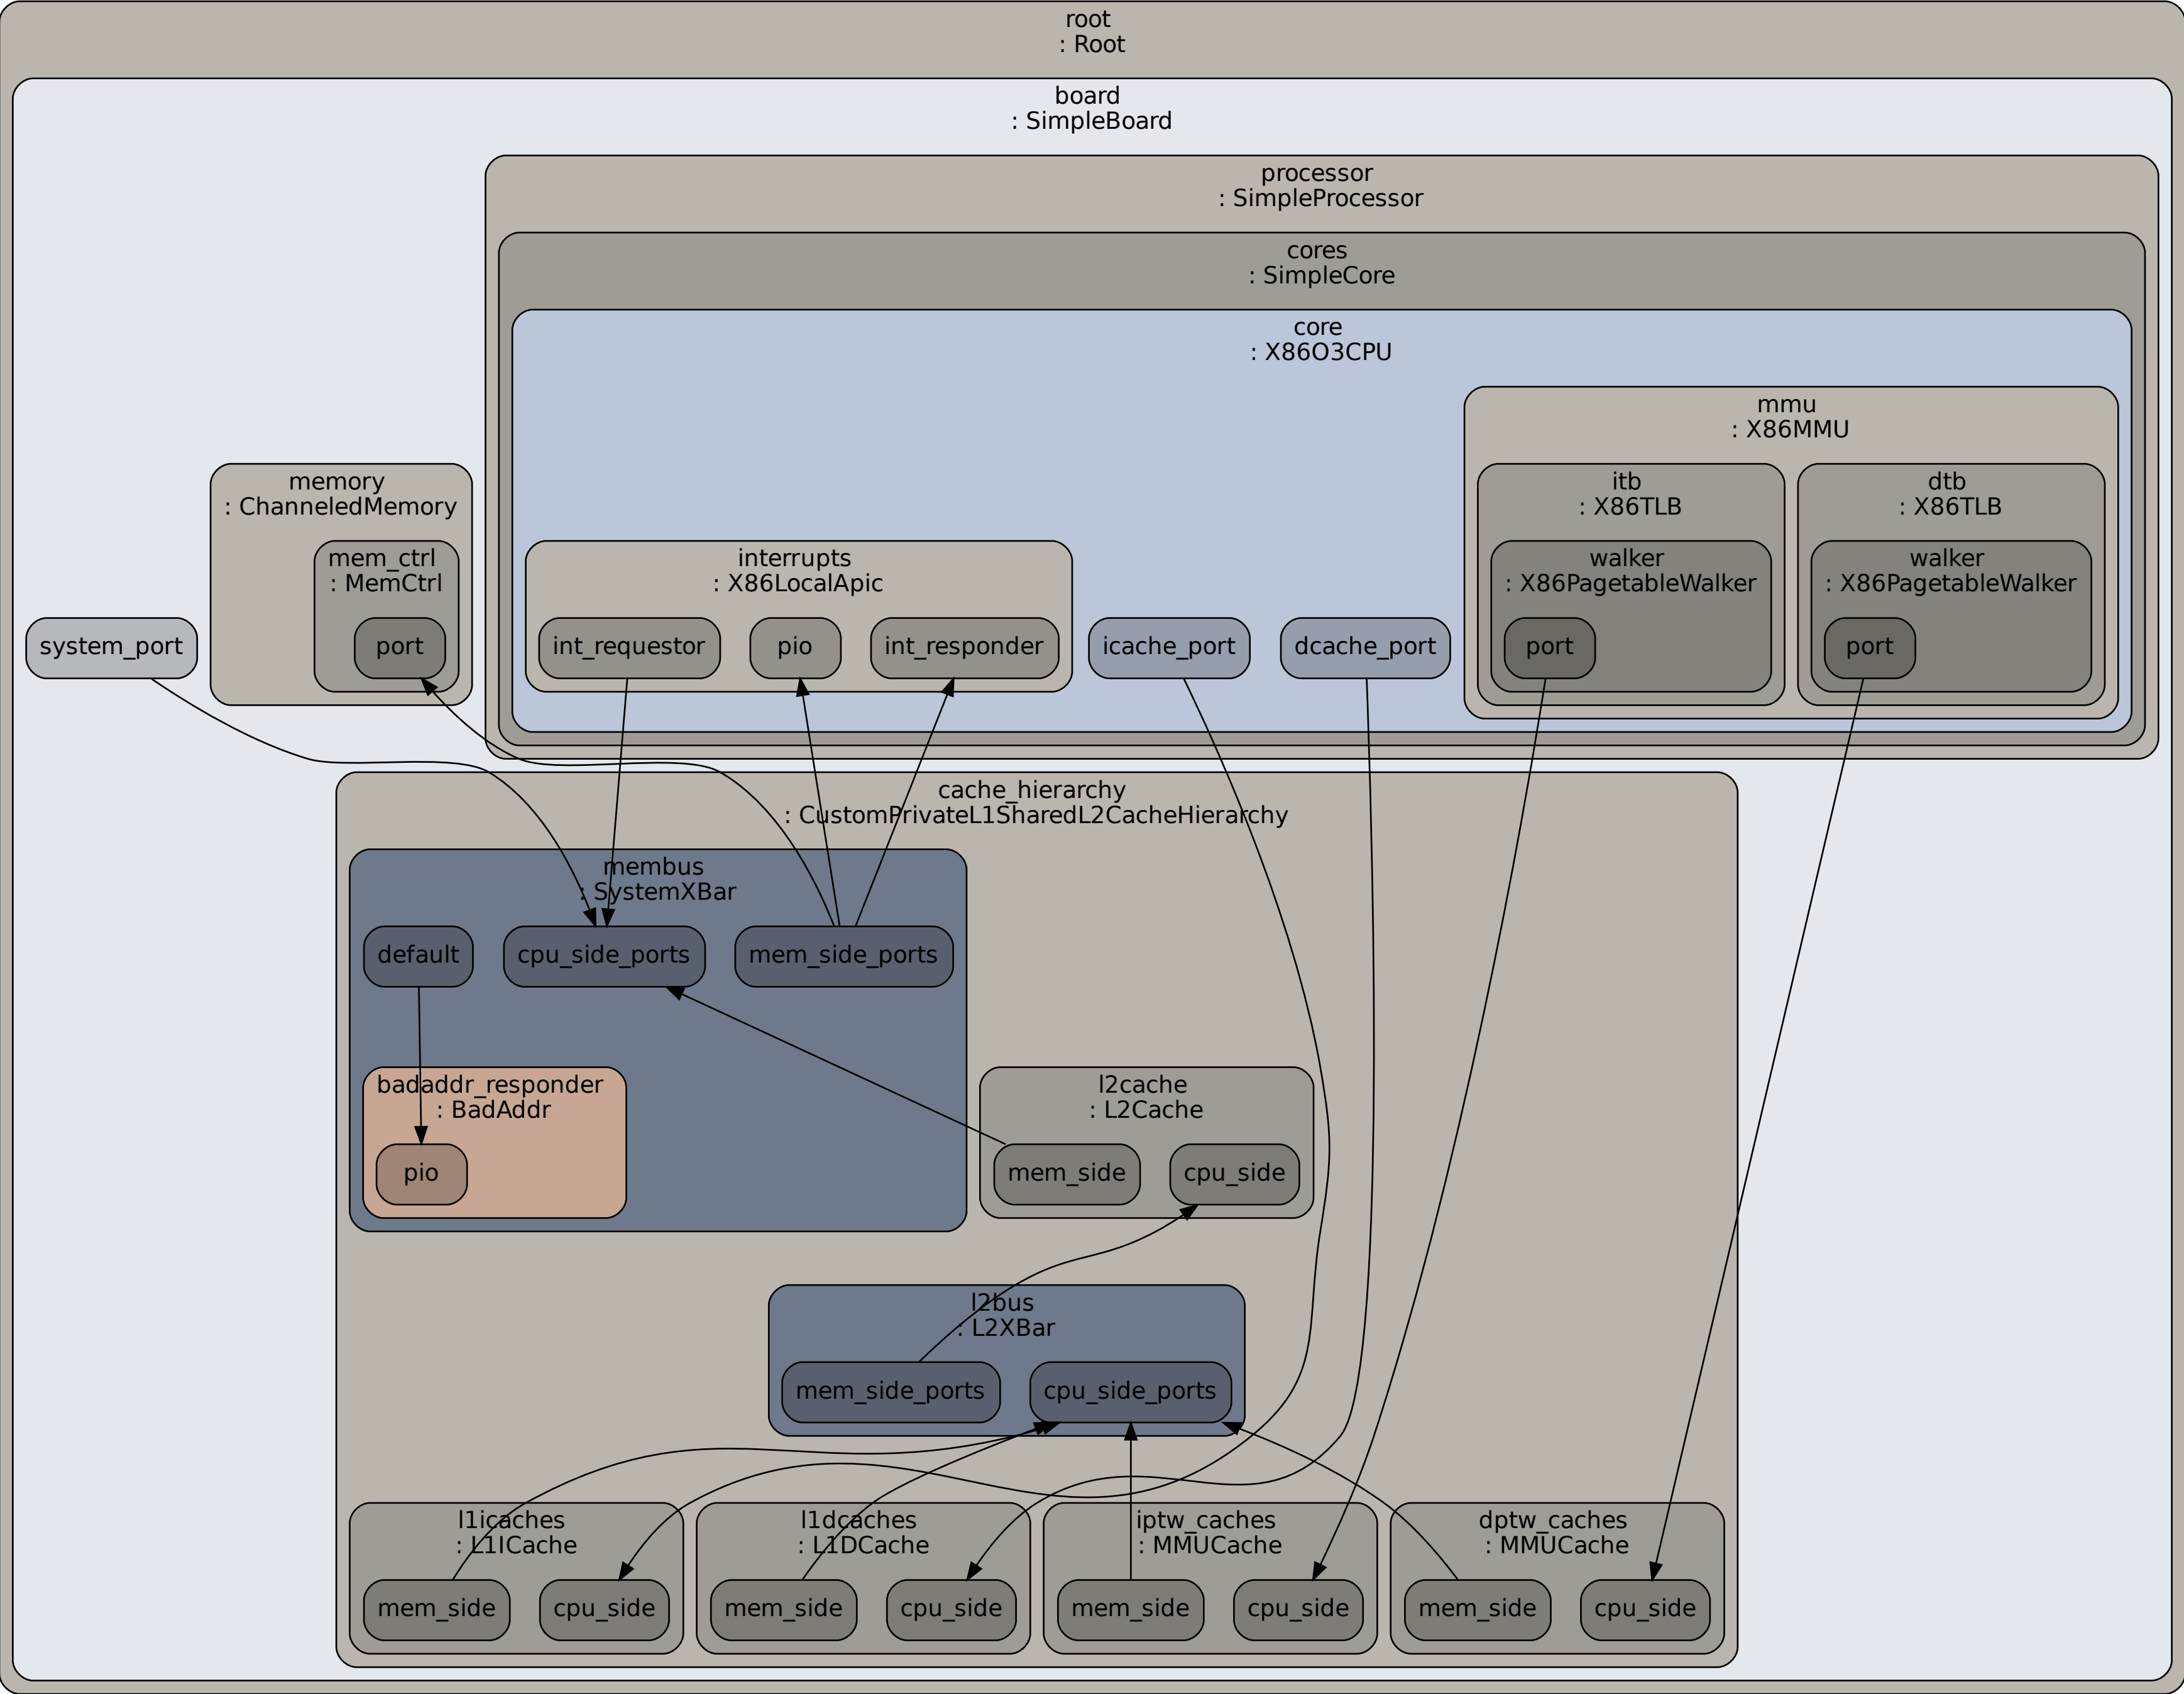 root
: Root
board
: SimpleBoard
processor
: SimpleProcessor
cores
: SimpleCore
core
: X86O3CPU
mmu
: X86MMU
memory
: ChanneledMemory
itb
: X86TLB
dtb
: X86TLB
mem_ctrl
: MemCtrl
interrupts
: X86LocalApic
walker
: X86PagetableWalker
walker
: X86PagetableWalker
system_port
port
int_requestor
pio
int_responder
icache_port
dcache_port
port
port
cache_hierarchy
: CustomPrivateL1SharedL2CacheHierarchy
membus
: SystemXBar
default
cpu_side_ports
mem_side_ports
badaddr_responder
: BadAddr
pio
l2cache
: L2Cache
mem_side
cpu_side
l2bus
: L2XBar
mem_side_ports
cpu_side_ports
l1icaches
: L1ICache
mem_side
cpu_side
l1dcaches
: L1DCache
mem_side
cpu_side
iptw_caches
: MMUCache
mem_side
cpu_side
dptw_caches
: MMUCache
mem_side
cpu_side